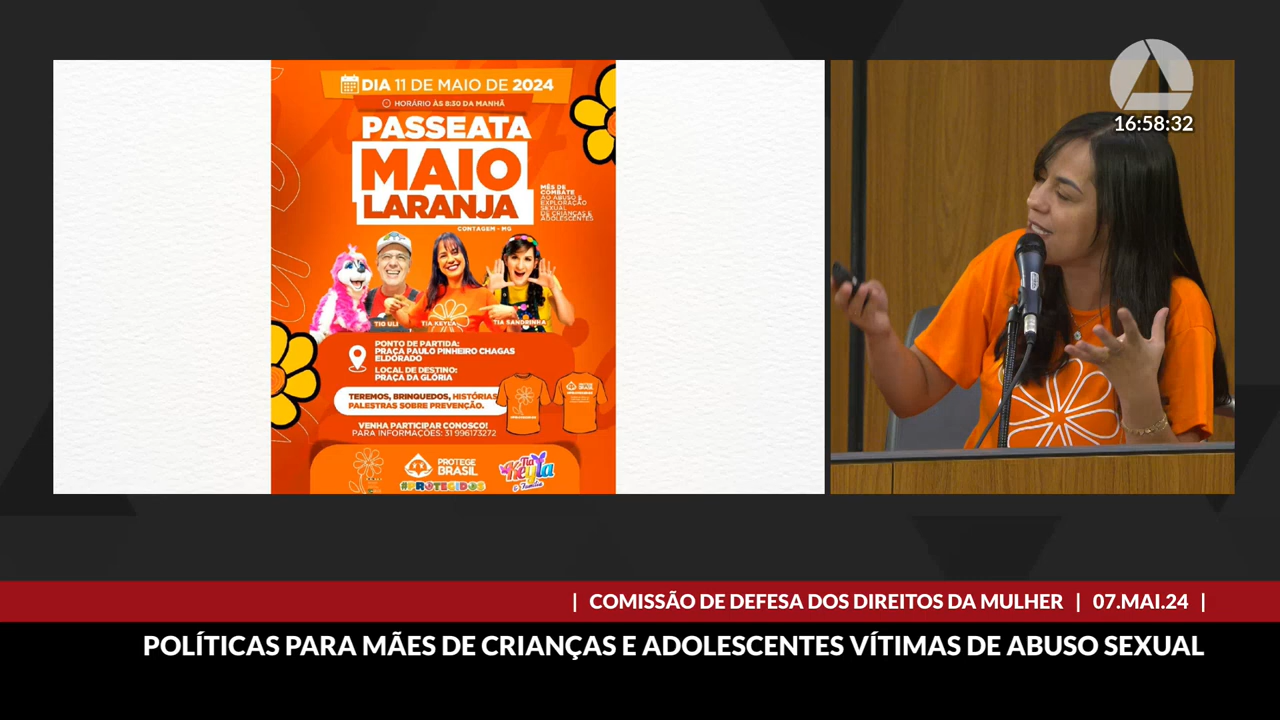 DIA 11 DE MAIO DE 2024
HORÁRIO ÀS 8:30 DA MANHÃ
PASSEATA
MAIO
LARANJA
MÊS DE
COMBATE
AO ABUSO E
EXPLORAÇÃO
SEXUAL
DE CRIANÇAS E
ADOLESCENTES
CONTAGEM - MG
TIO ULI
TIA KEYLA
TIA SANDRINHA
PONTO DE PARTIDA:
PRAÇA PAULO PINHEIRO CHAGAS
ELDORADO
LOCAL DE DESTINO:
PRAÇA DA GLÓRIA
TEREMOS, BRINQUEDOS, HISTÓRIAS
PALESTRAS SOBRE PREVENÇÃO.
VENHA PARTICIPAR CONOSCO!
PARA INFORMAÇÕES: 31 996173272
PROTEGE
BRASIL
#PROTEGIDOS
Tia
Keyla
e Família
16:58:32
| COMISSÃO DE DEFESA DOS DIREITOS DA MULHER | 07.MAI.24 |
POLÍTICAS PARA MÃES DE CRIANÇAS E ADOLESCENTES VÍTIMAS DE ABUSO SEXUAL